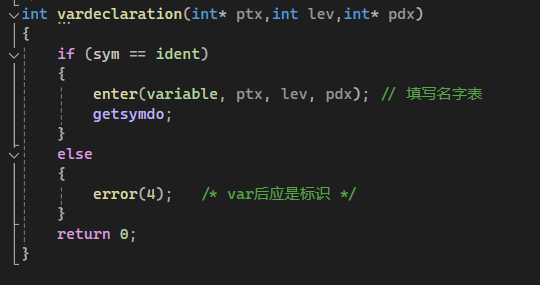 int vardeclaration(int* ptx,int lev,int* pdx)
{
    if (sym == ident)
    {
        enter(variable, ptx, lev, pdx); // 填写名字表
        getsymdo;
    }
    else
    {
        error(4);   /* var后应是标识 */
    }
    return 0;
}